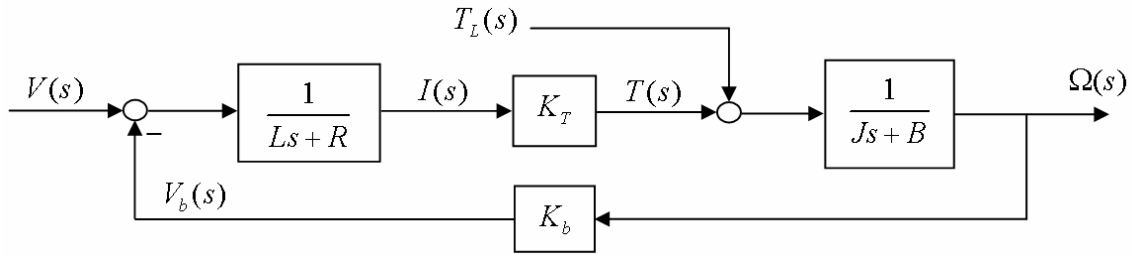 T_L(s)
V(s)
1
Ls + R
I(s)
K_T
T(s)
1
Js + B
Ω(s)
−
V_b(s)
K_b